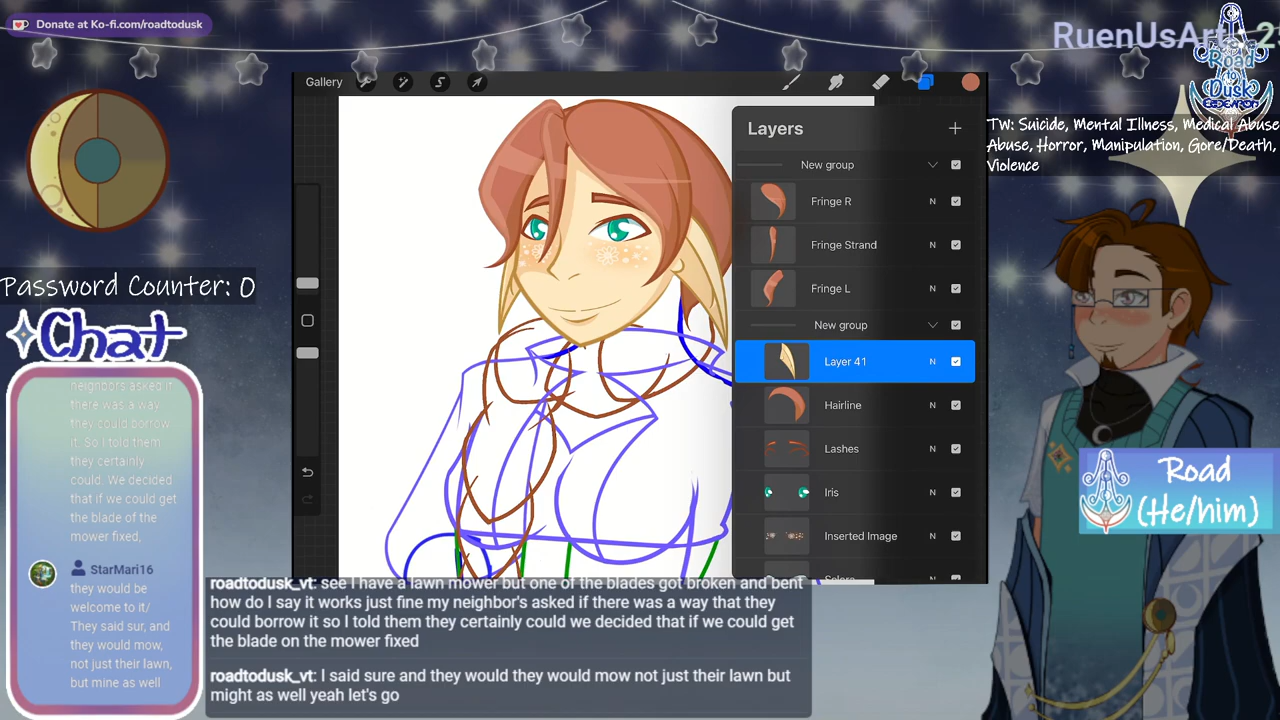 Donate at Ko-fi.com/roadtodusk
RuenUsArt
Road
to
Dusk
TW: Suicide, Mental Illness, Medical Abuse
Abuse, Horror, Manipulation, Gore/Death,
Violence
Gallery
Layers
New group
Fringe R
N
Fringe Strand
N
Fringe L
N
New group
Layer 41
N
Hairline
N
Lashes
N
Iris
N
Inserted Image
N
Password Counter: 0
Chat
neighbors asked if
there was a way
they could borrow
it. So I told them
they certainly
could. We decided
that if we could get
the blade of the
mower fixed,
StarMari16
they would be
welcome to it/
They said sur, and
they would mow,
not just their lawn,
but mine as well
roadtodusk_vt: see I have a lawn mower but one of the blades got broken and bent
how do I say it works just fine my neighbor's asked if there was a way that they
could borrow it so I told them they certainly could we decided that if we could get
the blade on the mower fixed
roadtodusk_vt: I said sure and they would they would mow not just their lawn but
might as well yeah let's go
Road
(He/him)